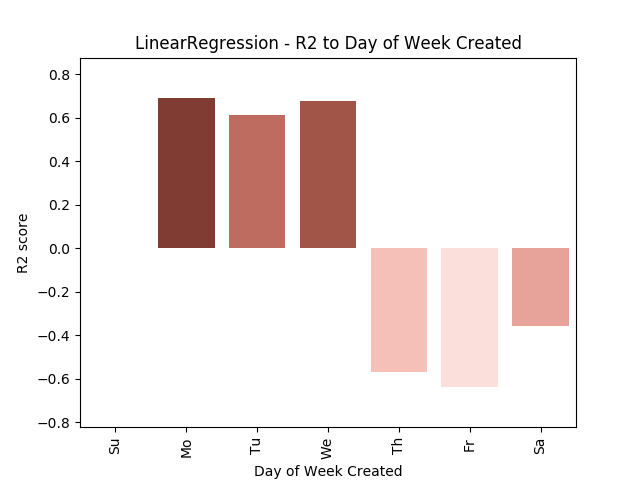 LinearRegression - R2 to Day of Week Created
R2 score
0.8
0.6
0.4
0.2
0.0
−0.2
−0.4
−0.6
−0.8
Su
Mo
Tu
We
Th
Fr
Sa
Day of Week Created